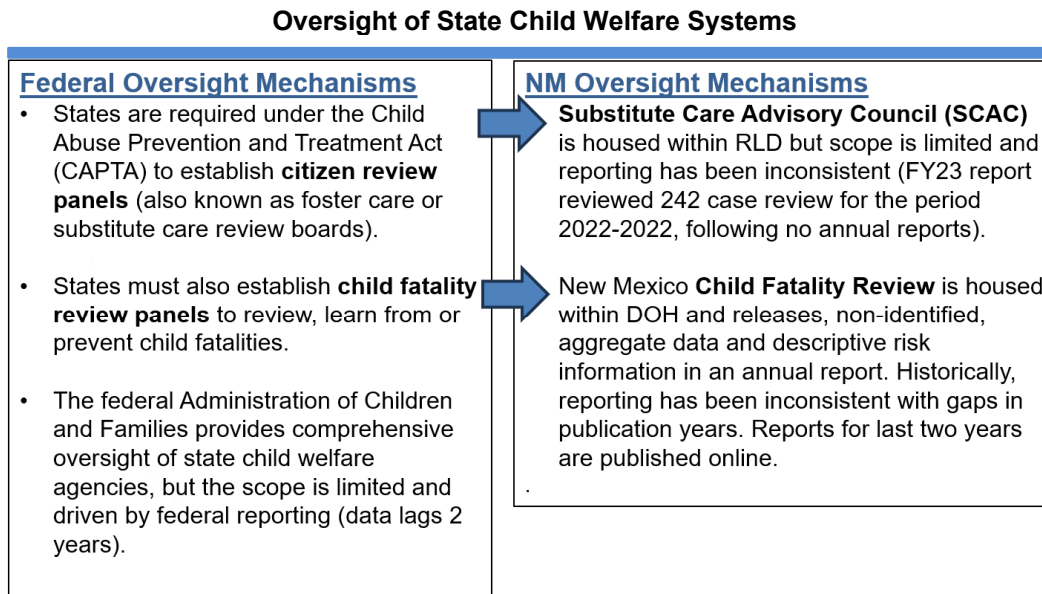 Oversight of State Child Welfare Systems
Federal Oversight Mechanisms
• States are required under the Child
Abuse Prevention and Treatment Act
(CAPTA) to establish citizen review
panels (also known as foster care or
substitute care review boards).
• States must also establish child fatality
review panels to review, learn from or
prevent child fatalities.
• The federal Administration of Children
and Families provides comprehensive
oversight of state child welfare
agencies, but the scope is limited and
driven by federal reporting (data lags 2
years).
NM Oversight Mechanisms
Substitute Care Advisory Council (SCAC)
is housed within RLD but scope is limited and
reporting has been inconsistent (FY23 report
reviewed 242 case review for the period
2022-2022, following no annual reports).
New Mexico Child Fatality Review is housed
within DOH and releases, non-identified,
aggregate data and descriptive risk
information in an annual report. Historically,
reporting has been inconsistent with gaps in
publication years. Reports for last two years
are published online.
.